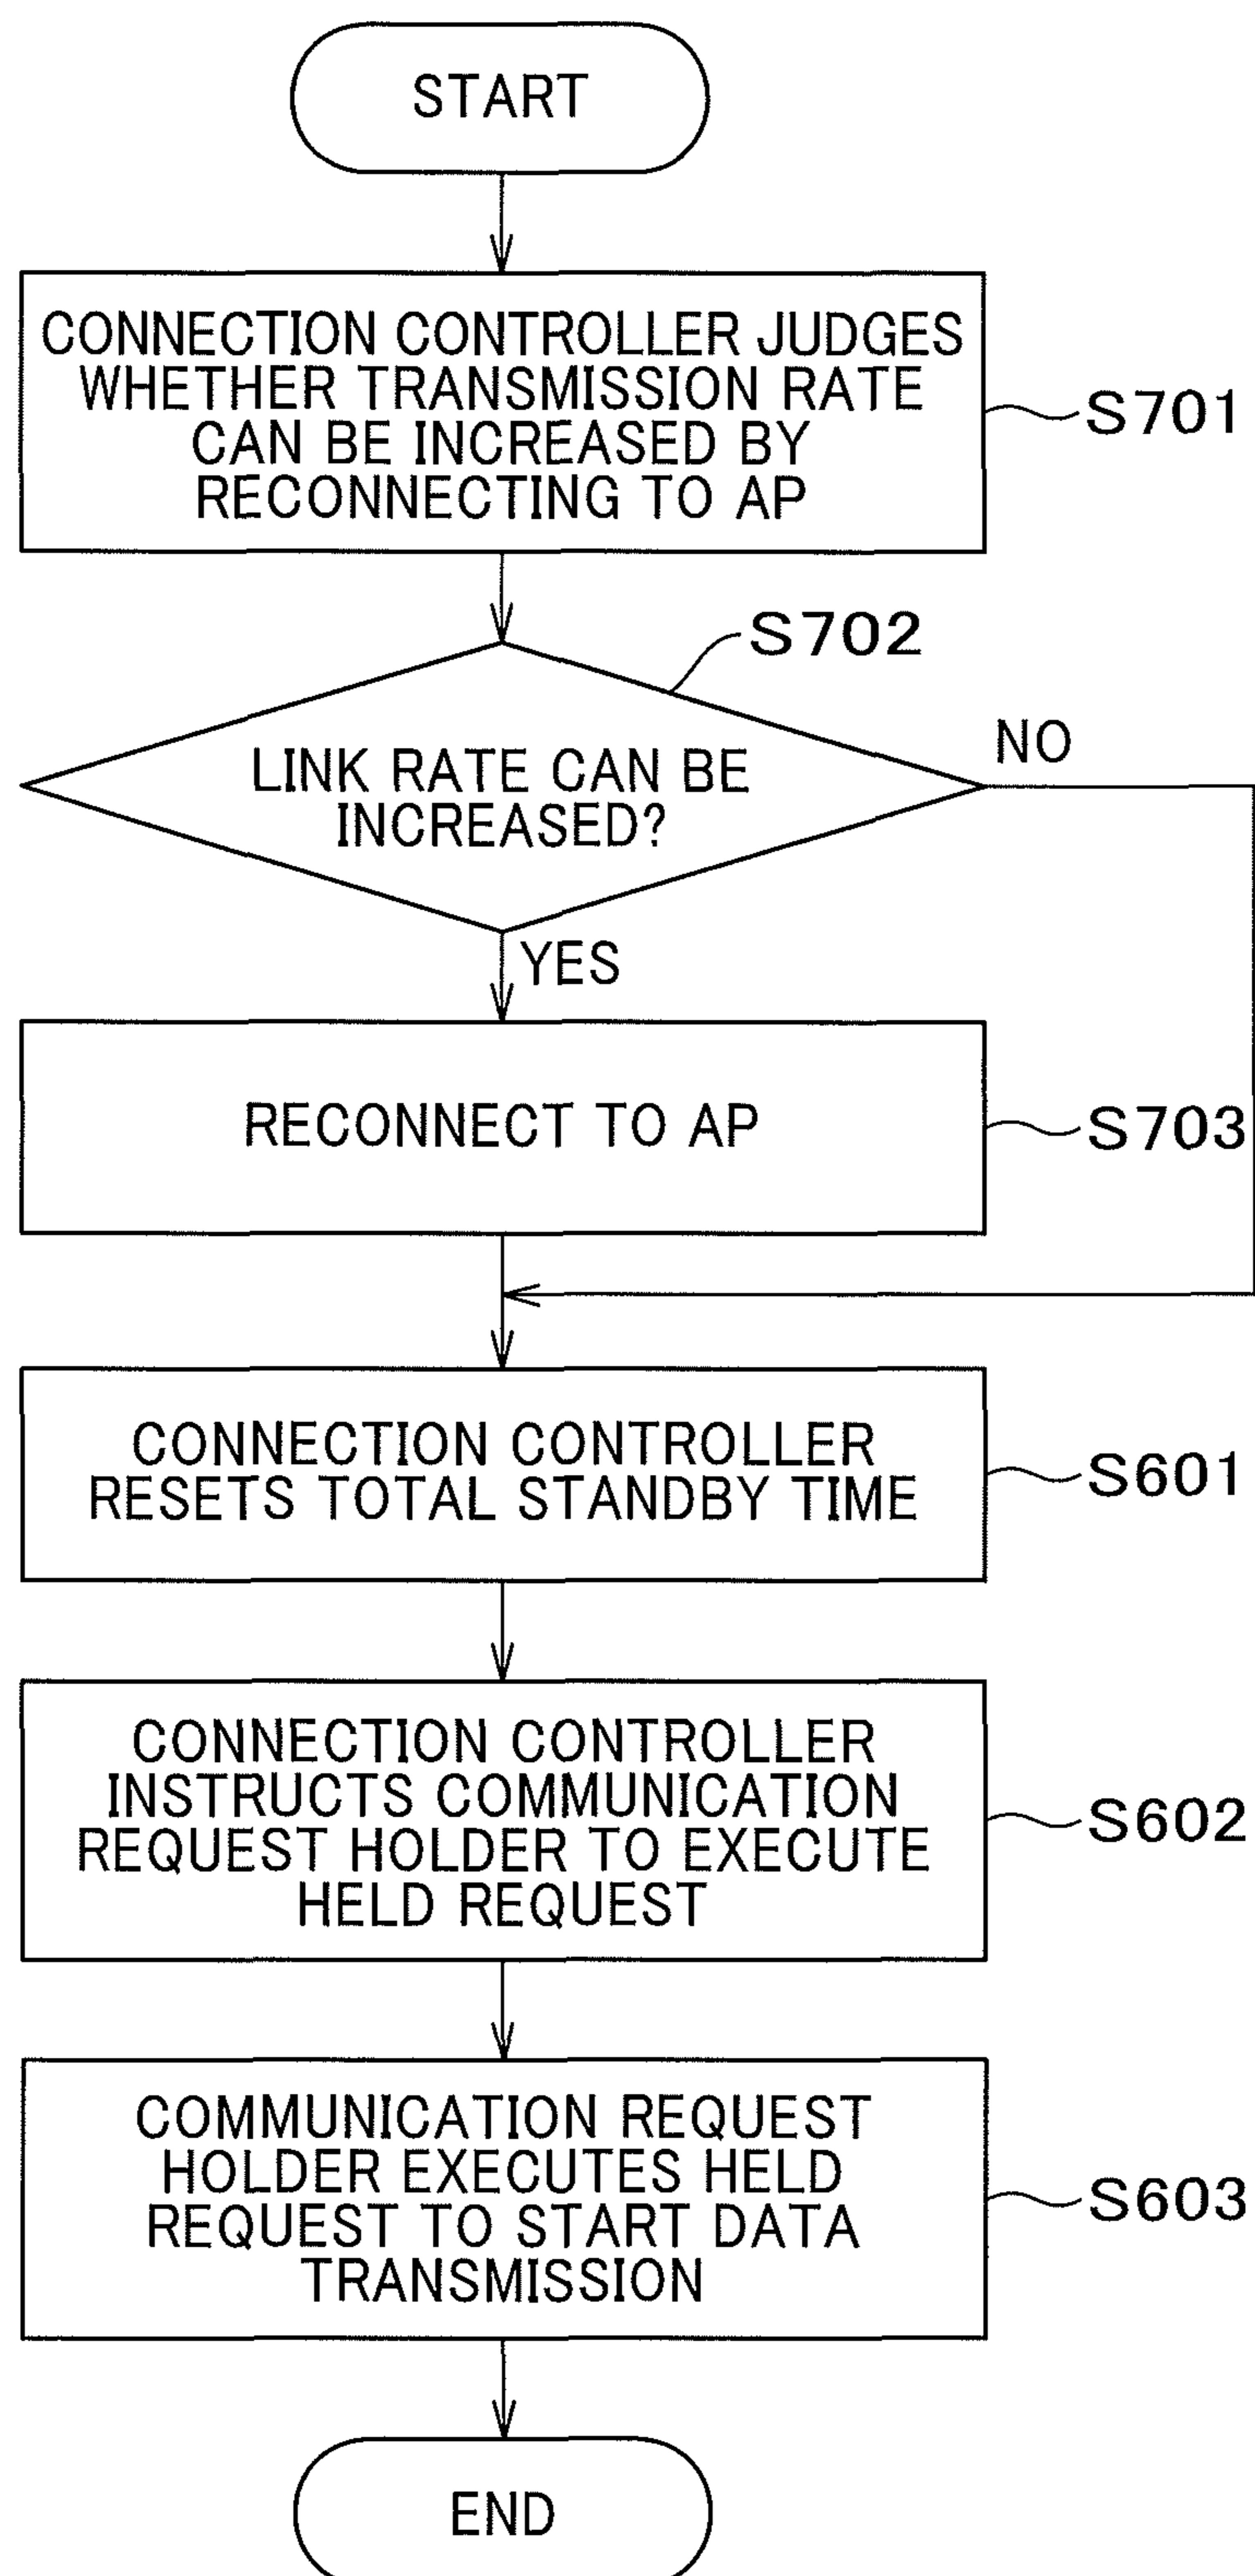 START
CONNECTION CONTROLLER JUDGES
WHETHER TRANSMISSION RATE
CAN BE INCREASED BY
RECONNECTING TO AP
S701
S702
LINK RATE CAN BE
INCREASED?
NO
YES
RECONNECT TO AP
S703
CONNECTION CONTROLLER
RESETS TOTAL STANDBY TIME
S601
CONNECTION CONTROLLER
INSTRUCTS COMMUNICATION
REQUEST HOLDER TO EXECUTE
HELD REQUEST
S602
COMMUNICATION REQUEST
HOLDER EXECUTES HELD
REQUEST TO START DATA
TRANSMISSION
S603
END